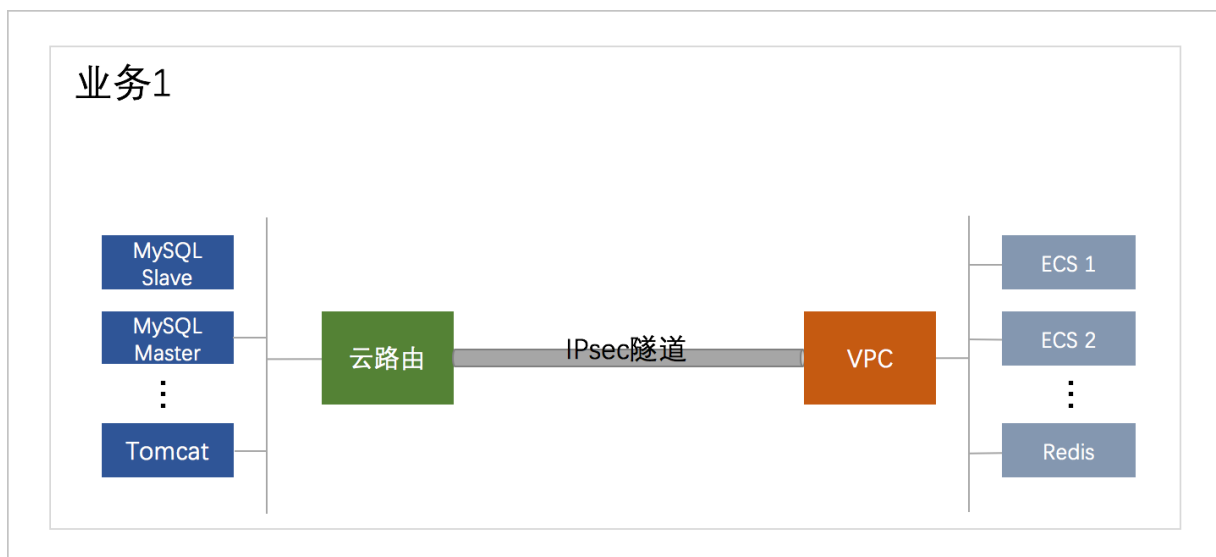 业务1
MySQL
Slave
MySQL
Master
Tomcat
云路由
IPsec隧道
VPC
ECS 1
ECS 2
Redis